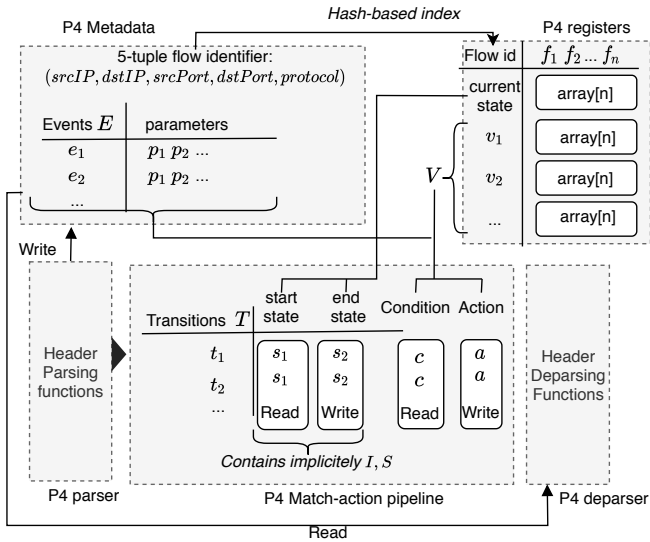 Hash-based index
P4 Metadata
P4 registers
5-tuple flow identifier:
(srcIP, dstIP, srcPort, dstPort, protocol)
Events E parameters
e1 p1 p2 ...
e2 p1 p2 ...
...
Flow id f1 f2 ... fn
current
state
array[n]
v1 array[n]
V
v2 array[n]
... array[n]
Write
Header
Parsing
functions
P4 parser
start
state
end
state
Condition
Action
Transitions T
t1 s1 s2 c a
t2 s1 s2 c a
...
Read Write Read Write
Contains implicitely I, S
P4 Match-action pipeline
Header
Deparsing
Functions
P4 deparser
Read